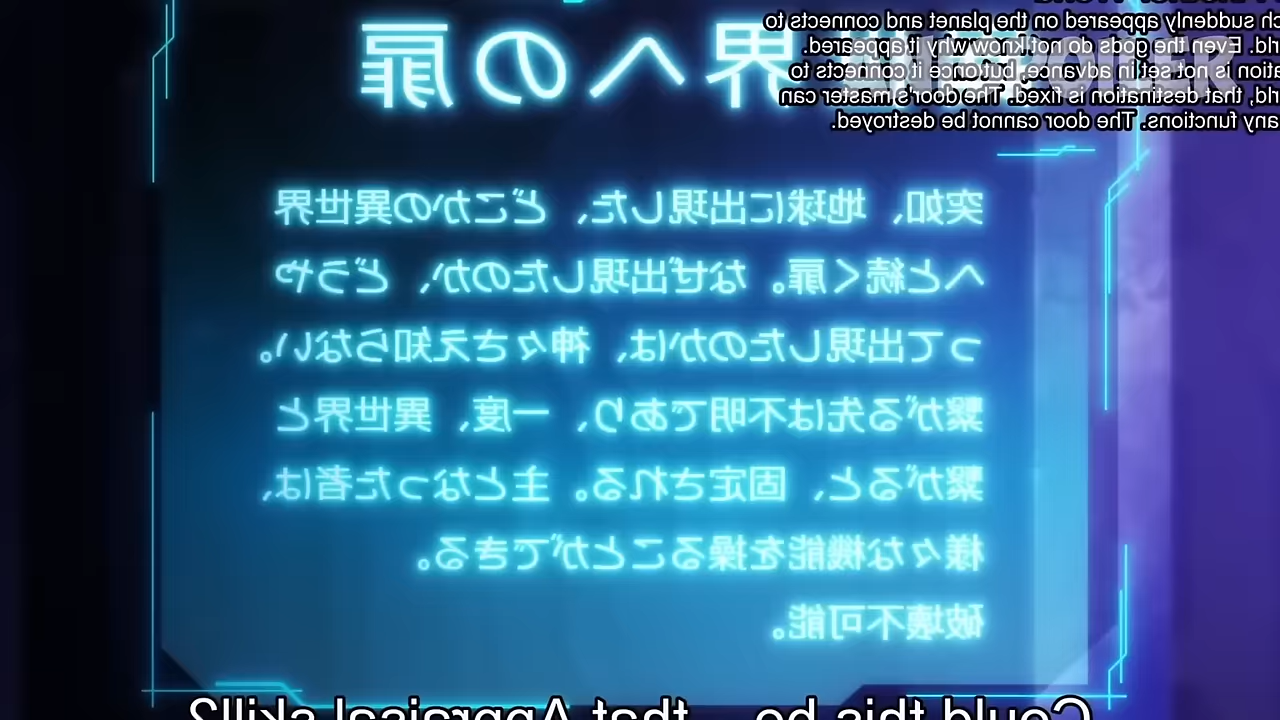 suddenly appeared on the planet and connects to
Even the gods do not know why it appeared.
is not set in advance, but once it connects to
that destination is fixed. The door's master can
functions. The door cannot be destroyed.
界への扉
突如、地球に出現した、どこかの異世界
へと続く扉。なぜ出現したのか、どうや
って出現したのかは、神々さえ知らない。
繋がる先は不明であり、一度、異世界と
繋がると、固定される。主となった者は、
様々な機能を操ることができる。
破壊不可能。
Could this be... that Appraisal skill?